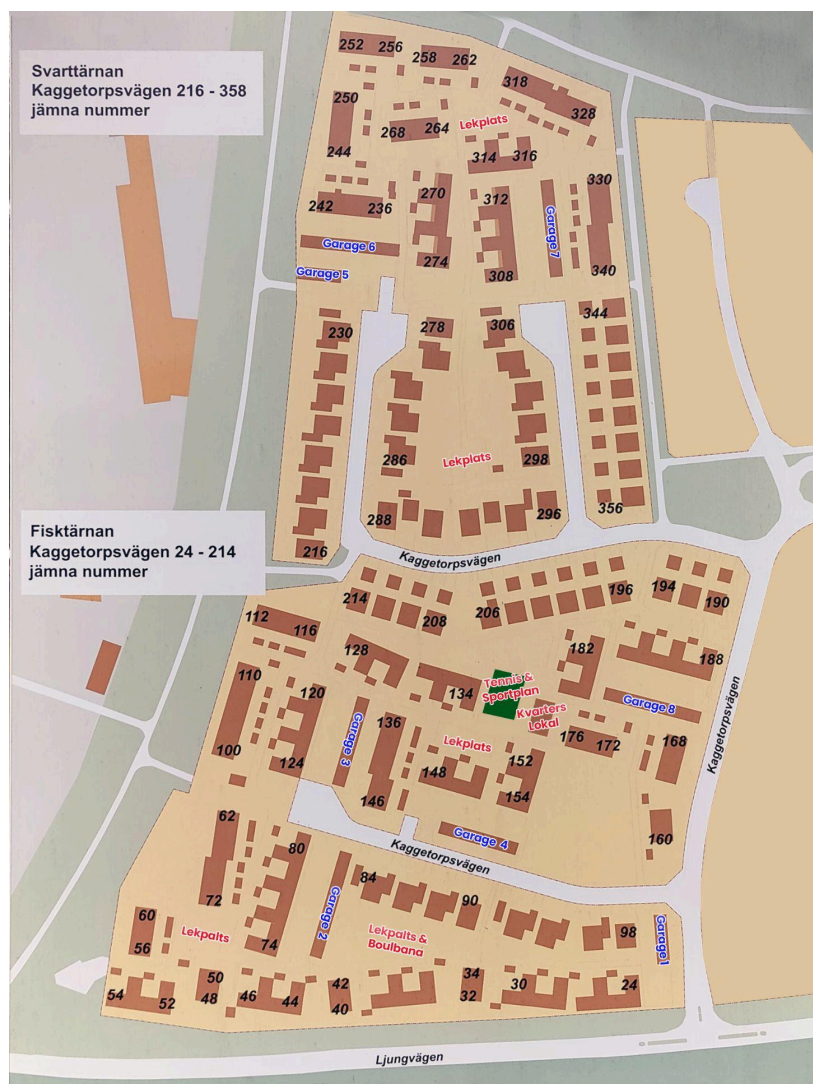 Svarttärnan
Kaggetorpsvägen 216 - 358
jämna nummer
252 256 258 262
318
328
250
268 264
Lekplats
244
314 316
270 312 330
242 236
Garage 6
Garage 7
274
308 340
Garage 5
230 278 306 344
286 298
Lekplats
288 296 356
216
Kaggetorpsvägen
Fisktärnan
Kaggetorpsvägen 24 - 214
jämna nummer
214 208 206 196 194 190
112 116
128 182 188
110 120 134
Tennis &
Sportplan
Kvarters
Lokal
Garage 8
Kaggetorpsvägen
136
Garage 3
Lekplats
176 172 168
100 124
148 152
146 154
160
62
Garage 4
Kaggetorpsvägen
80
84
90
72
Garage 2
60
56
Lekpalts
74
Lekpalts &
Boulbana
98
Garage 1
54 52
50
48
46 44
42
40
34
32
30 24
Ljungvägen